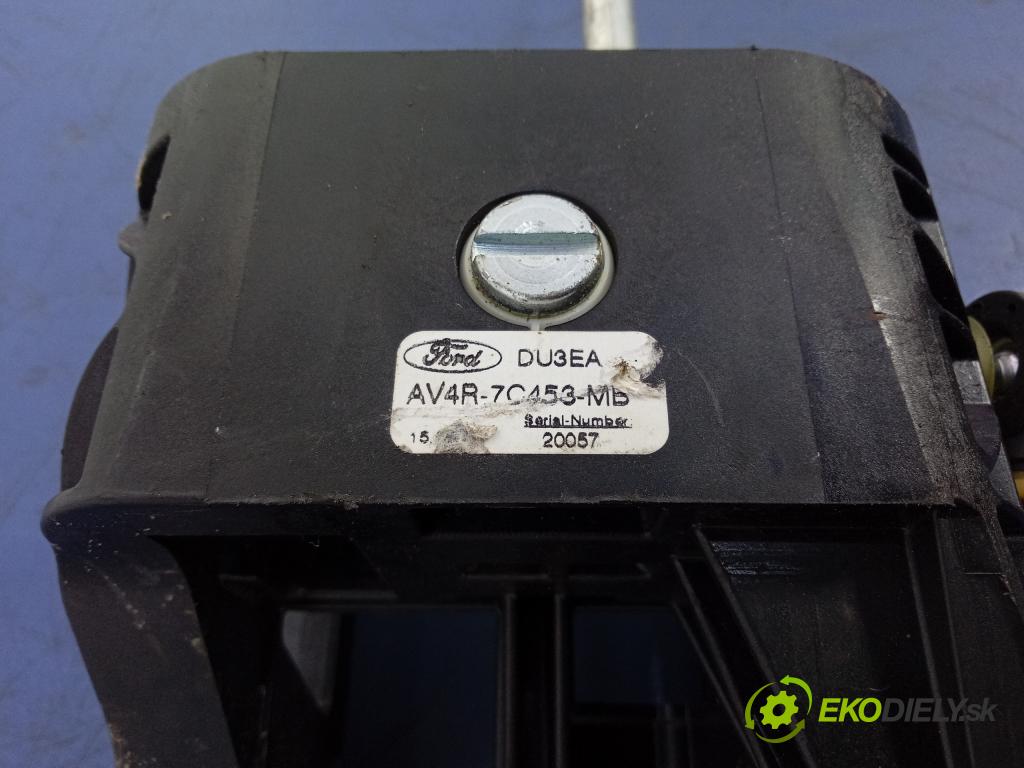 Ford DU3EA
AV4R-7C453-MB
Serial-Number:
15. 20057
EKODIELY.sk